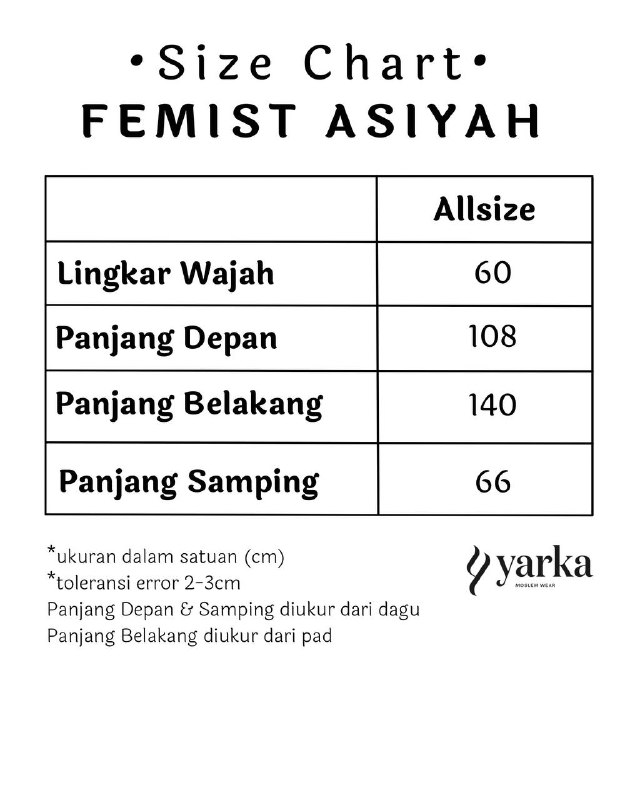 •Size Chart•
FEMIST ASIYAH
Allsize
Lingkar Wajah 60
Panjang Depan 108
Panjang Belakang 140
Panjang Samping 66
*ukuran dalam satuan (cm)
*toleransi error 2-3cm
Panjang Depan & Samping diukur dari dagu
Panjang Belakang diukur dari pad
yarka
MOSLEM WEAR